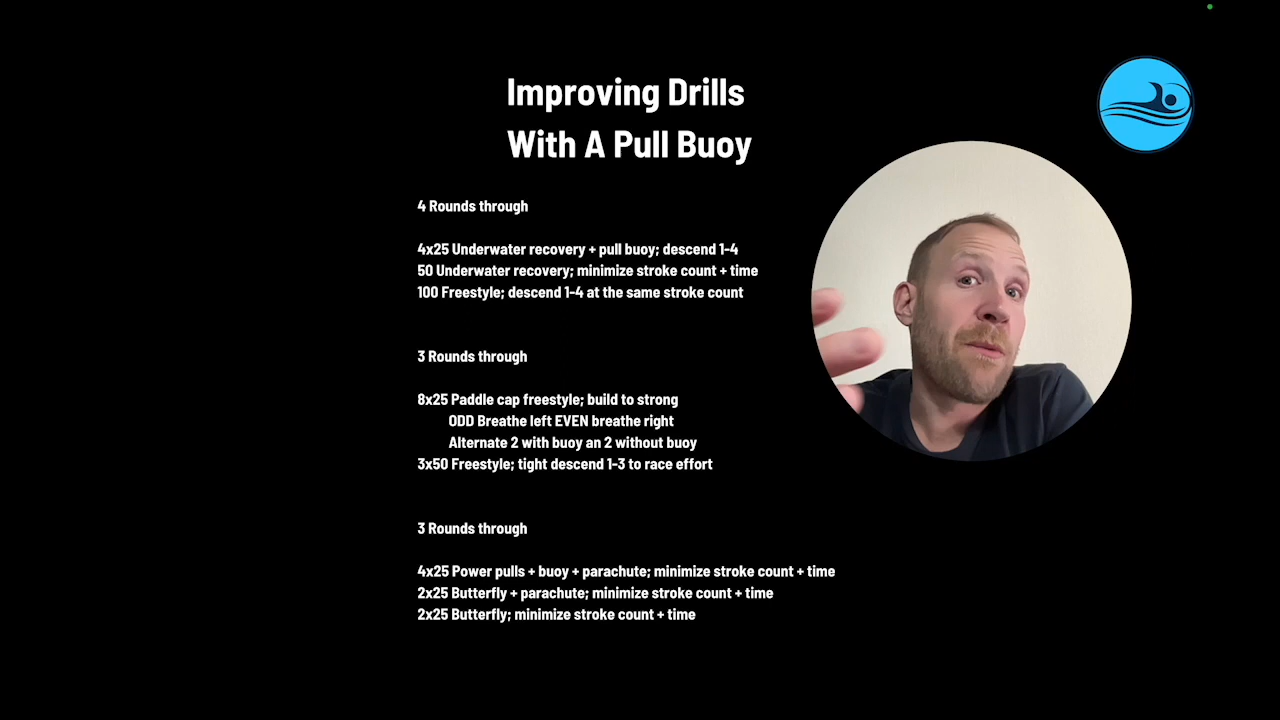 Improving Drills
With A Pull Buoy
4 Rounds through
4x25 Underwater recovery + pull buoy; descend 1-4
50 Underwater recovery; minimize stroke count + time
100 Freestyle; descend 1-4 at the same stroke count
3 Rounds through
8x25 Paddle cap freestyle; build to strong
ODD Breathe left EVEN breathe right
Alternate 2 with buoy an 2 without buoy
3x50 Freestyle; tight descend 1-3 to race effort
3 Rounds through
4x25 Power pulls + buoy + parachute; minimize stroke count + time
2x25 Butterfly + parachute; minimize stroke count + time
2x25 Butterfly; minimize stroke count + time